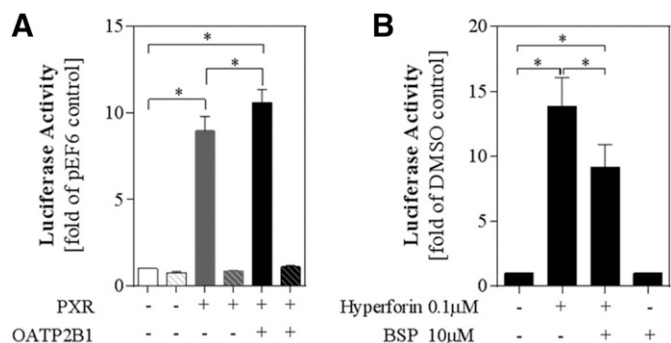 A
Luciferase Activity
[fold of pEF6 control]
15
10
5
0
* * *
PXR - - + + + +
OATP2B1 - - - - + +
B
Luciferase Activity
[fold of DMSO control]
20
15
10
5
0
* * *
Hyperforin 0.1µM - + + -
BSP 10µM - - + +